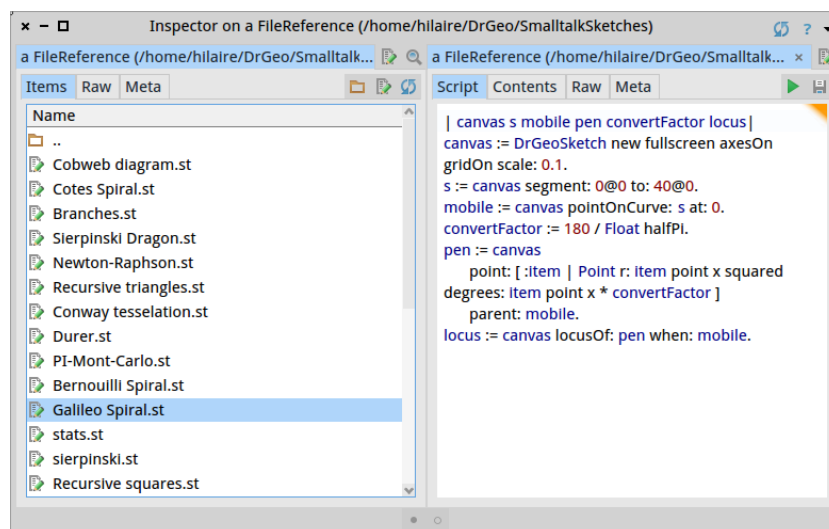 Inspector on a FileReference (/home/hilaire/DrGeo/SmalltalkSketches)
?
a FileReference (/home/hilaire/DrGeo/Smalltalk...
Items Raw Meta
Name
..
Cobweb diagram.st
Cotes Spiral.st
Branches.st
Sierpinski Dragon.st
Newton-Raphson.st
Recursive triangles.st
Conway tesselation.st
Durer.st
PI-Mont-Carlo.st
Bernouilli Spiral.st
Galileo Spiral.st
stats.st
sierpinski.st
Recursive squares.st
a FileReference (/home/hilaire/DrGeo/Smalltalk... ×
Script Contents Raw Meta
| canvas s mobile pen convertFactor locus|
canvas := DrGeoSketch new fullscreen axesOn
gridOn scale: 0.1.
s := canvas segment: 0@0 to: 40@0.
mobile := canvas pointOnCurve: s at: 0.
convertFactor := 180 / Float halfPi.
pen := canvas
point: [ :item | Point r: item point x squared
degrees: item point x * convertFactor ]
parent: mobile.
locus := canvas locusOf: pen when: mobile.